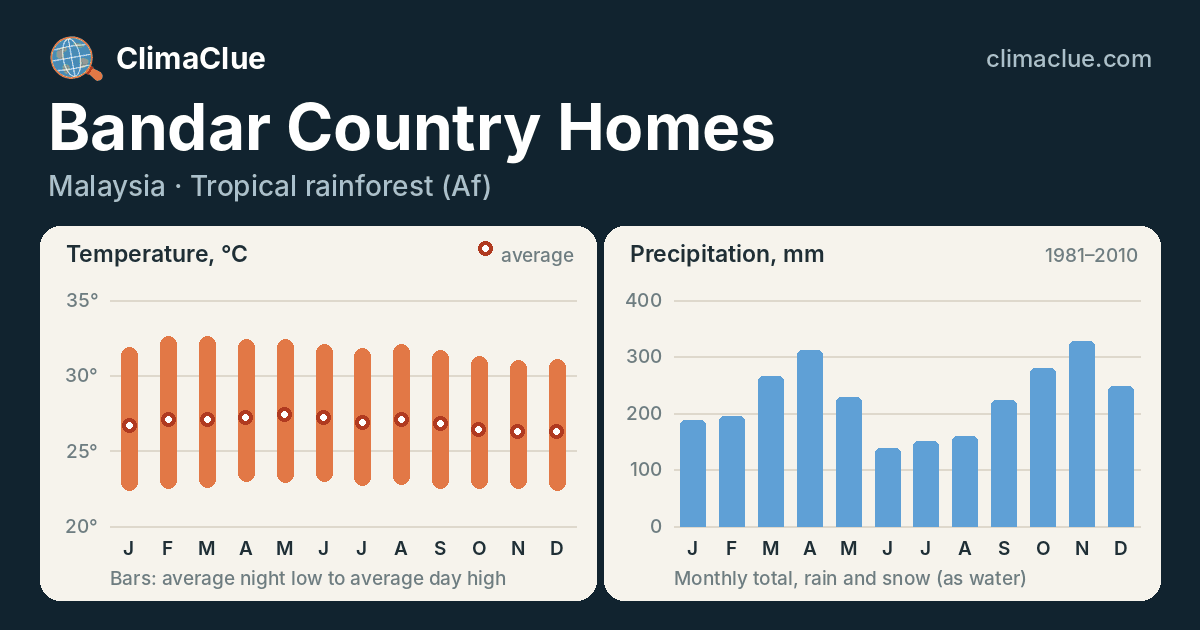 ClimaClue
climaclue.com
Bandar Country Homes
Malaysia · Tropical rainforest (Af)
Temperature, °C
average
35°
30°
25°
20°
J F M A M J J A S O N D
Bars: average night low to average day high
Precipitation, mm
1981–2010
400
300
200
100
0
J F M A M J J A S O N D
Monthly total, rain and snow (as water)